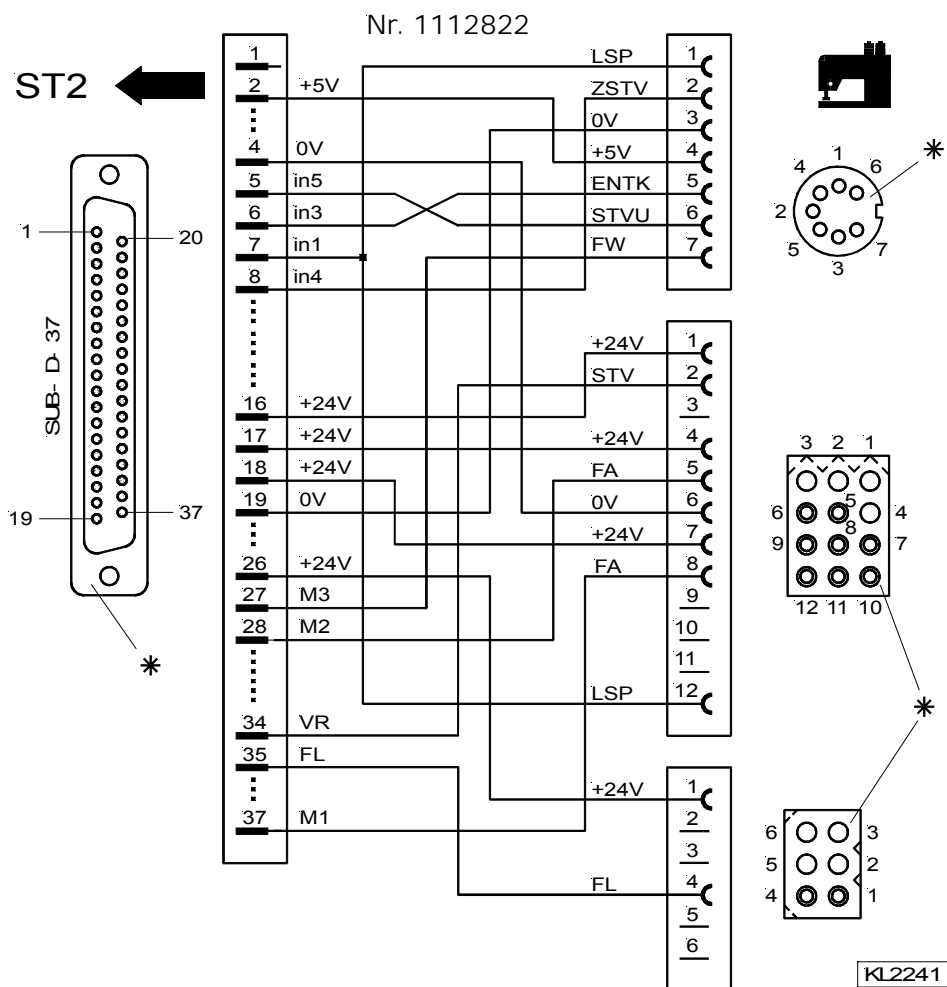 Nr. 1112822
ST2
1
2 +5V
4 0V
5 in5
6 in3
7 in1
8 in4
16 +24V
17 +24V
18 +24V
19 0V
26 +24V
27 M3
28 M2
34 VR
35 FL
37 M1
1 20
SUB-D-37
19 37
*
LSP 1
ZSTV 2
0V 3
+5V 4
ENTK 5
STVU 6
FW 7
+24V 1
STV 2
3
+24V 4
FA 5
0V 6
+24V 7
FA 8
9
10
11
LSP 12
+24V 1
2
3
FL 4
5
6
*
1
4 6
2
5 7
3
3 2 1
6 5 4
9 8 7
12 11 10
*
6 3
5 2
4 1
KL2241